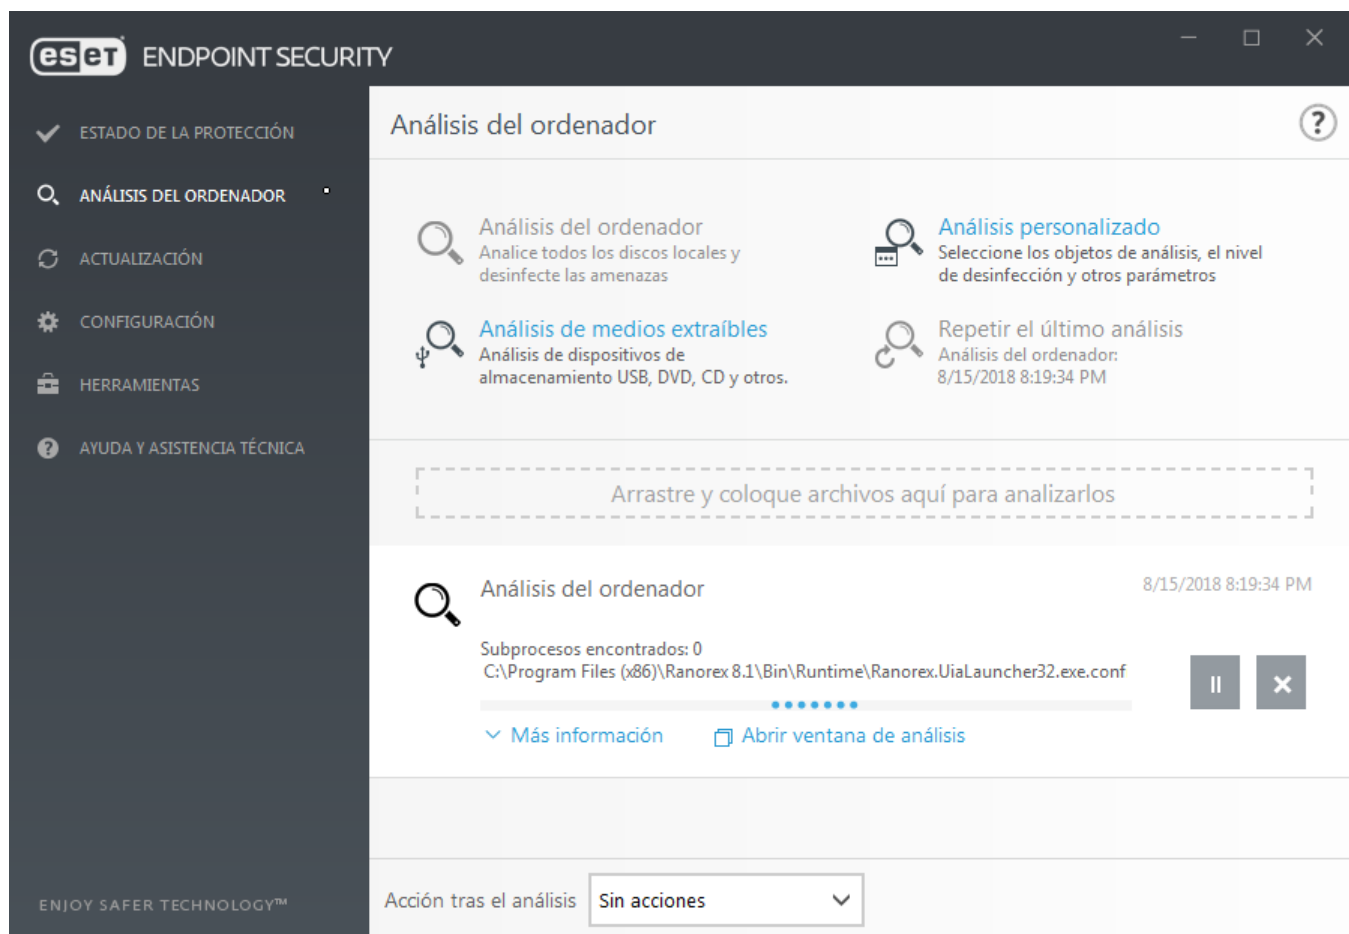 eset ENDPOINT SECURITY
ESTADO DE LA PROTECCIÓN
ANÁLISIS DEL ORDENADOR
ACTUALIZACIÓN
CONFIGURACIÓN
HERRAMIENTAS
AYUDA Y ASISTENCIA TÉCNICA
ENJOY SAFER TECHNOLOGY™
Análisis del ordenador
?
Análisis del ordenador
Analice todos los discos locales y
desinfecte las amenazas
Análisis personalizado
Seleccione los objetos de análisis, el nivel
de desinfección y otros parámetros
Análisis de medios extraíbles
Análisis de dispositivos de
almacenamiento USB, DVD, CD y otros.
Repetir el último análisis
Análisis del ordenador:
8/15/2018 8:19:34 PM
Arrastre y coloque archivos aquí para analizarlos
Análisis del ordenador
8/15/2018 8:19:34 PM
Subprocesos encontrados: 0
C:\Program Files (x86)\Ranorex 8.1\Bin\Runtime\Ranorex.UiaLauncher32.exe.conf
Más información
Abrir ventana de análisis
Acción tras el análisis
Sin acciones